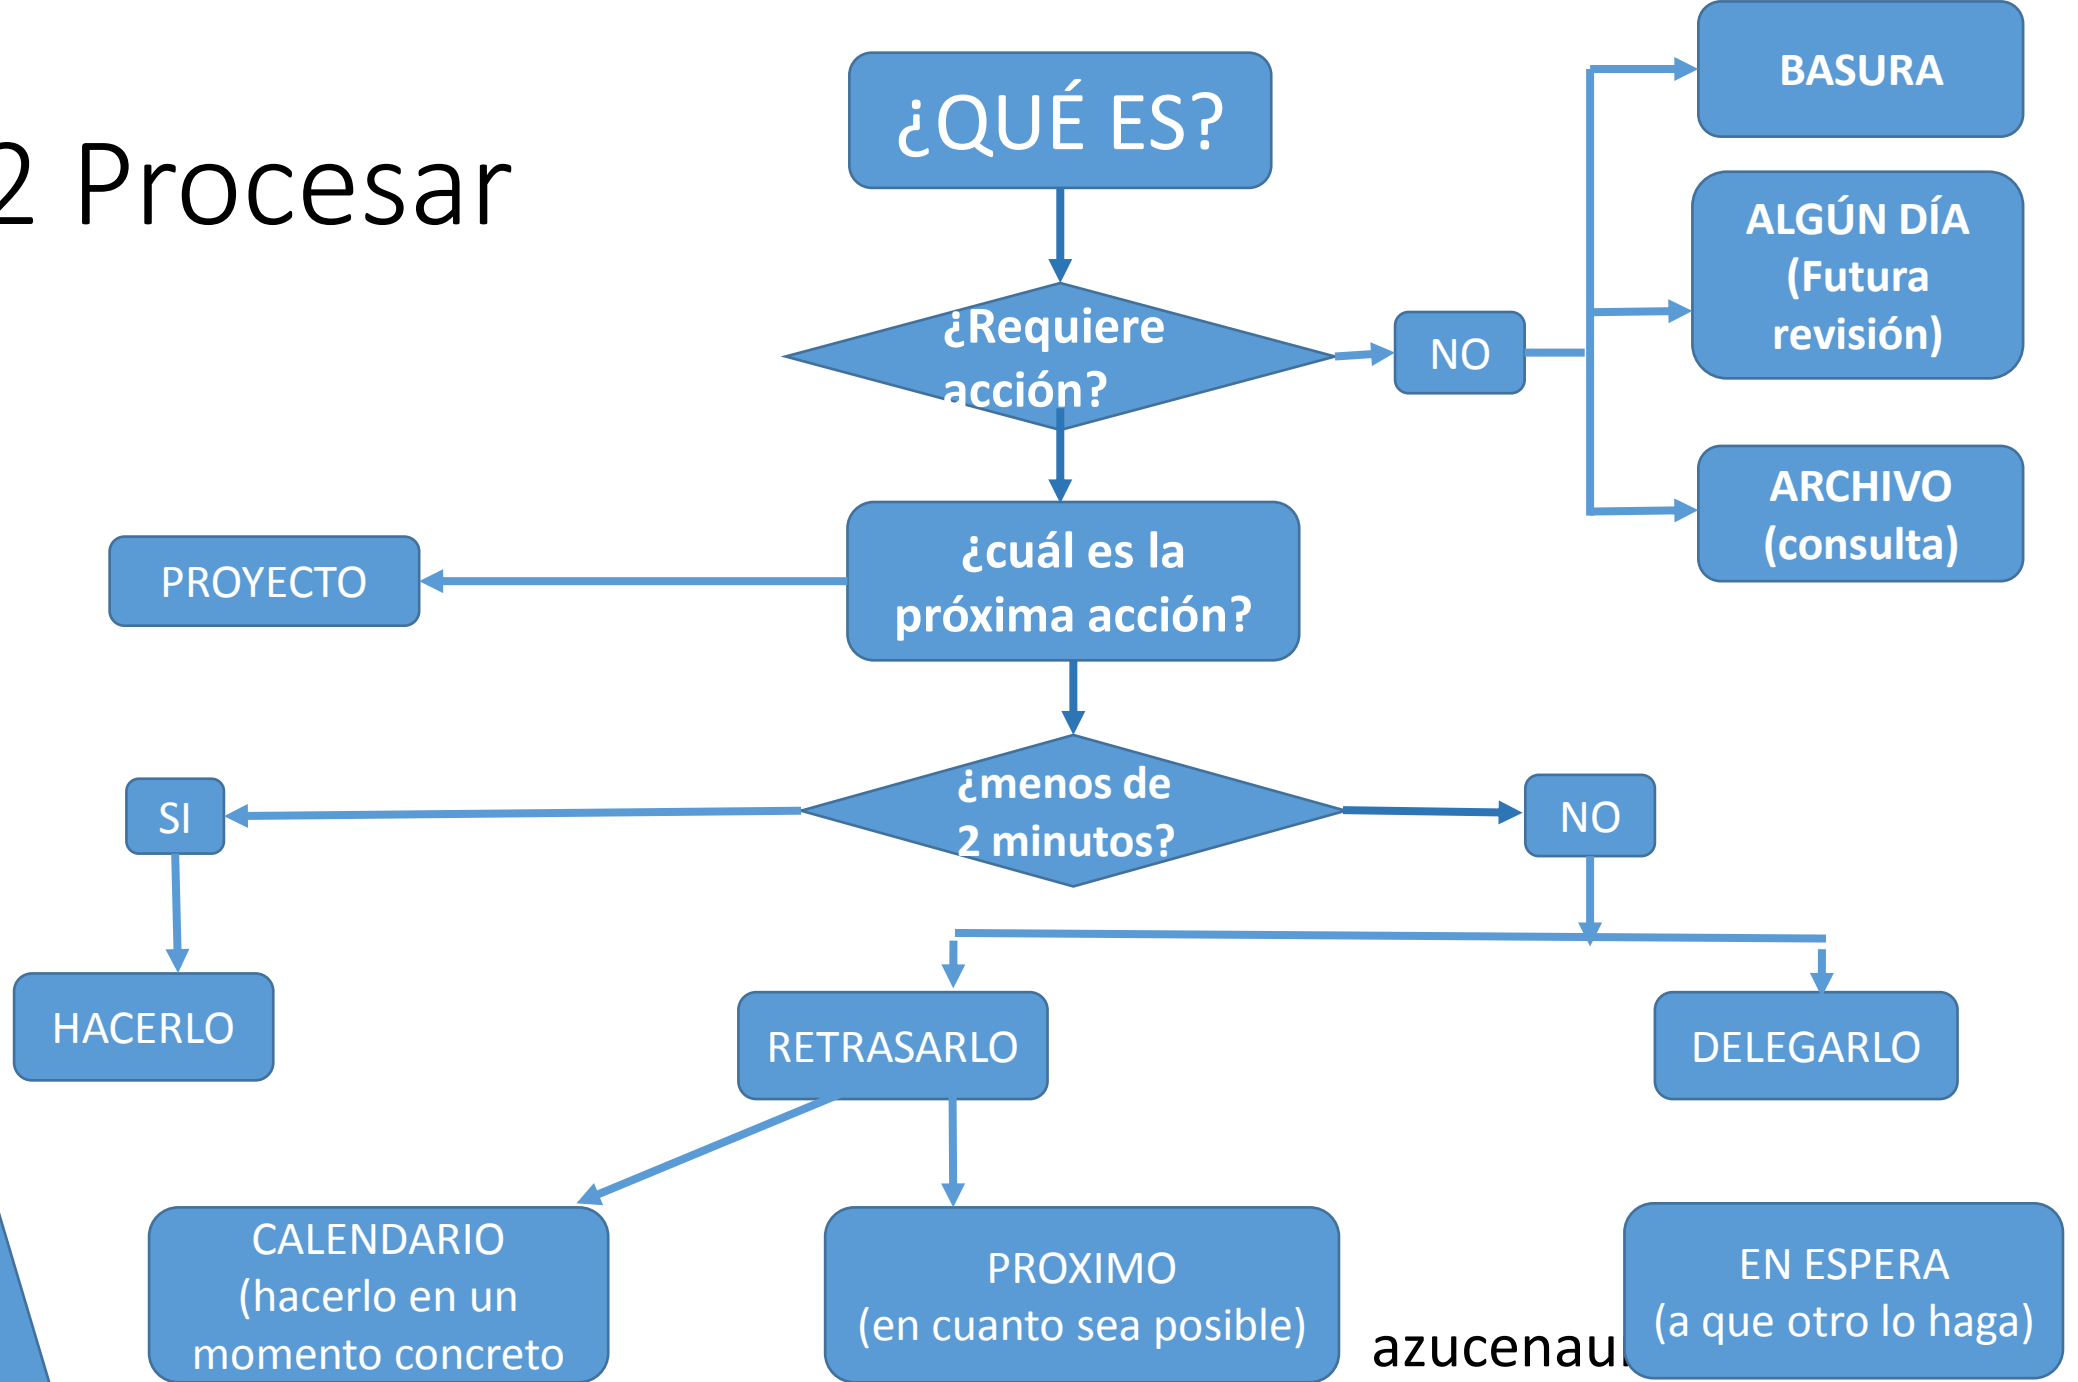 2 Procesar
¿QUÉ ES?
BASURA
ALGÚN DÍA
(Futura
revisión)
¿Requiere
acción?
NO
ARCHIVO
(consulta)
¿cuál es la
próxima acción?
PROYECTO
¿menos de
2 minutos?
SI
NO
HACERLO
RETRASARLO
DELEGARLO
CALENDARIO
(hacerlo en un
momento concreto
PROXIMO
(en cuanto sea posible)
EN ESPERA
(a que otro lo haga)